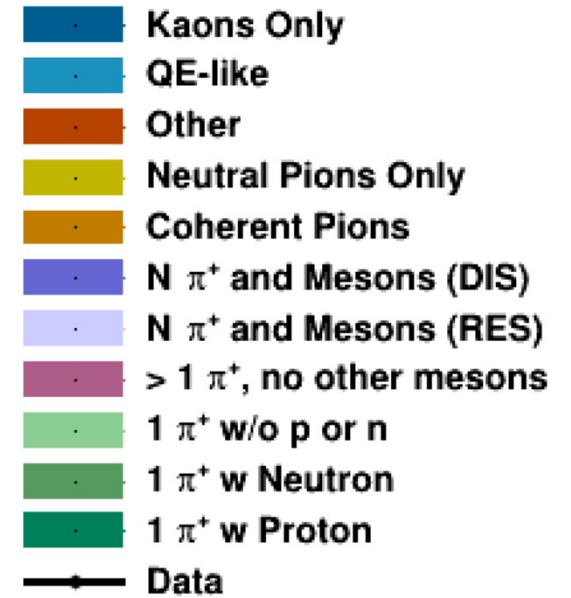 Kaons Only
QE-like
Other
Neutral Pions Only
Coherent Pions
N π⁺ and Mesons (DIS)
N π⁺ and Mesons (RES)
> 1 π⁺, no other mesons
1 π⁺ w/o p or n
1 π⁺ w Neutron
1 π⁺ w Proton
Data